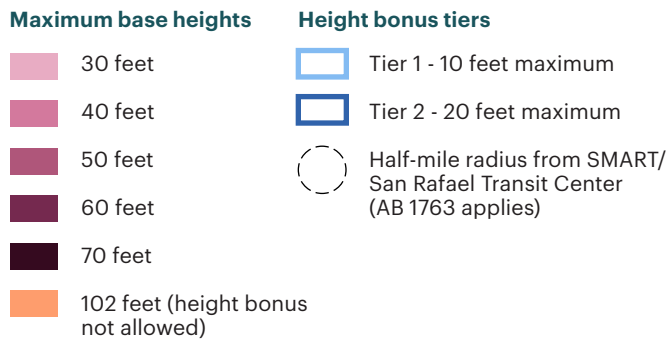 Maximum base heights
30 feet
40 feet
50 feet
60 feet
70 feet
102 feet (height bonus
not allowed)
Height bonus tiers
Tier 1 - 10 feet maximum
Tier 2 - 20 feet maximum
Half-mile radius from SMART/
San Rafael Transit Center
(AB 1763 applies)